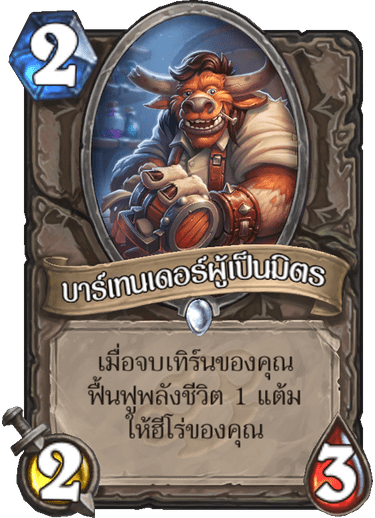 2
บาร์เทนเดอร์ผู้เป็นมิตร
เมื่อจบเทิร์นของคุณ
ฟื้นฟูพลังชีวิต 1 แต้ม
ให้ฮีโร่ของคุณ
2
3